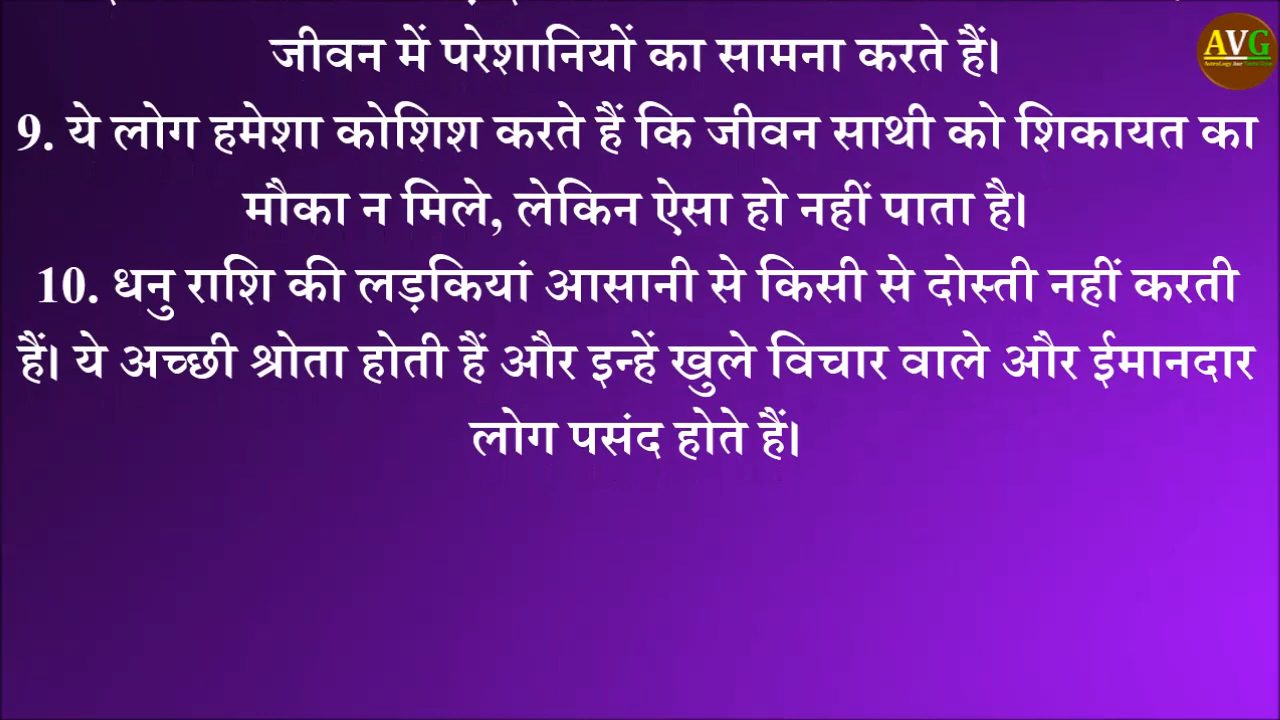 जीवन में परेशानियों का सामना करते हैं।
9. ये लोग हमेशा कोशिश करते हैं कि जीवन साथी को शिकायत का
मौका न मिले, लेकिन ऐसा हो नहीं पाता है।
10. धनु राशि की लड़कियां आसानी से किसी से दोस्ती नहीं करती
हैं। ये अच्छी श्रोता होती हैं और इन्हें खुले विचार वाले और ईमानदार
लोग पसंद होते हैं।
AVG